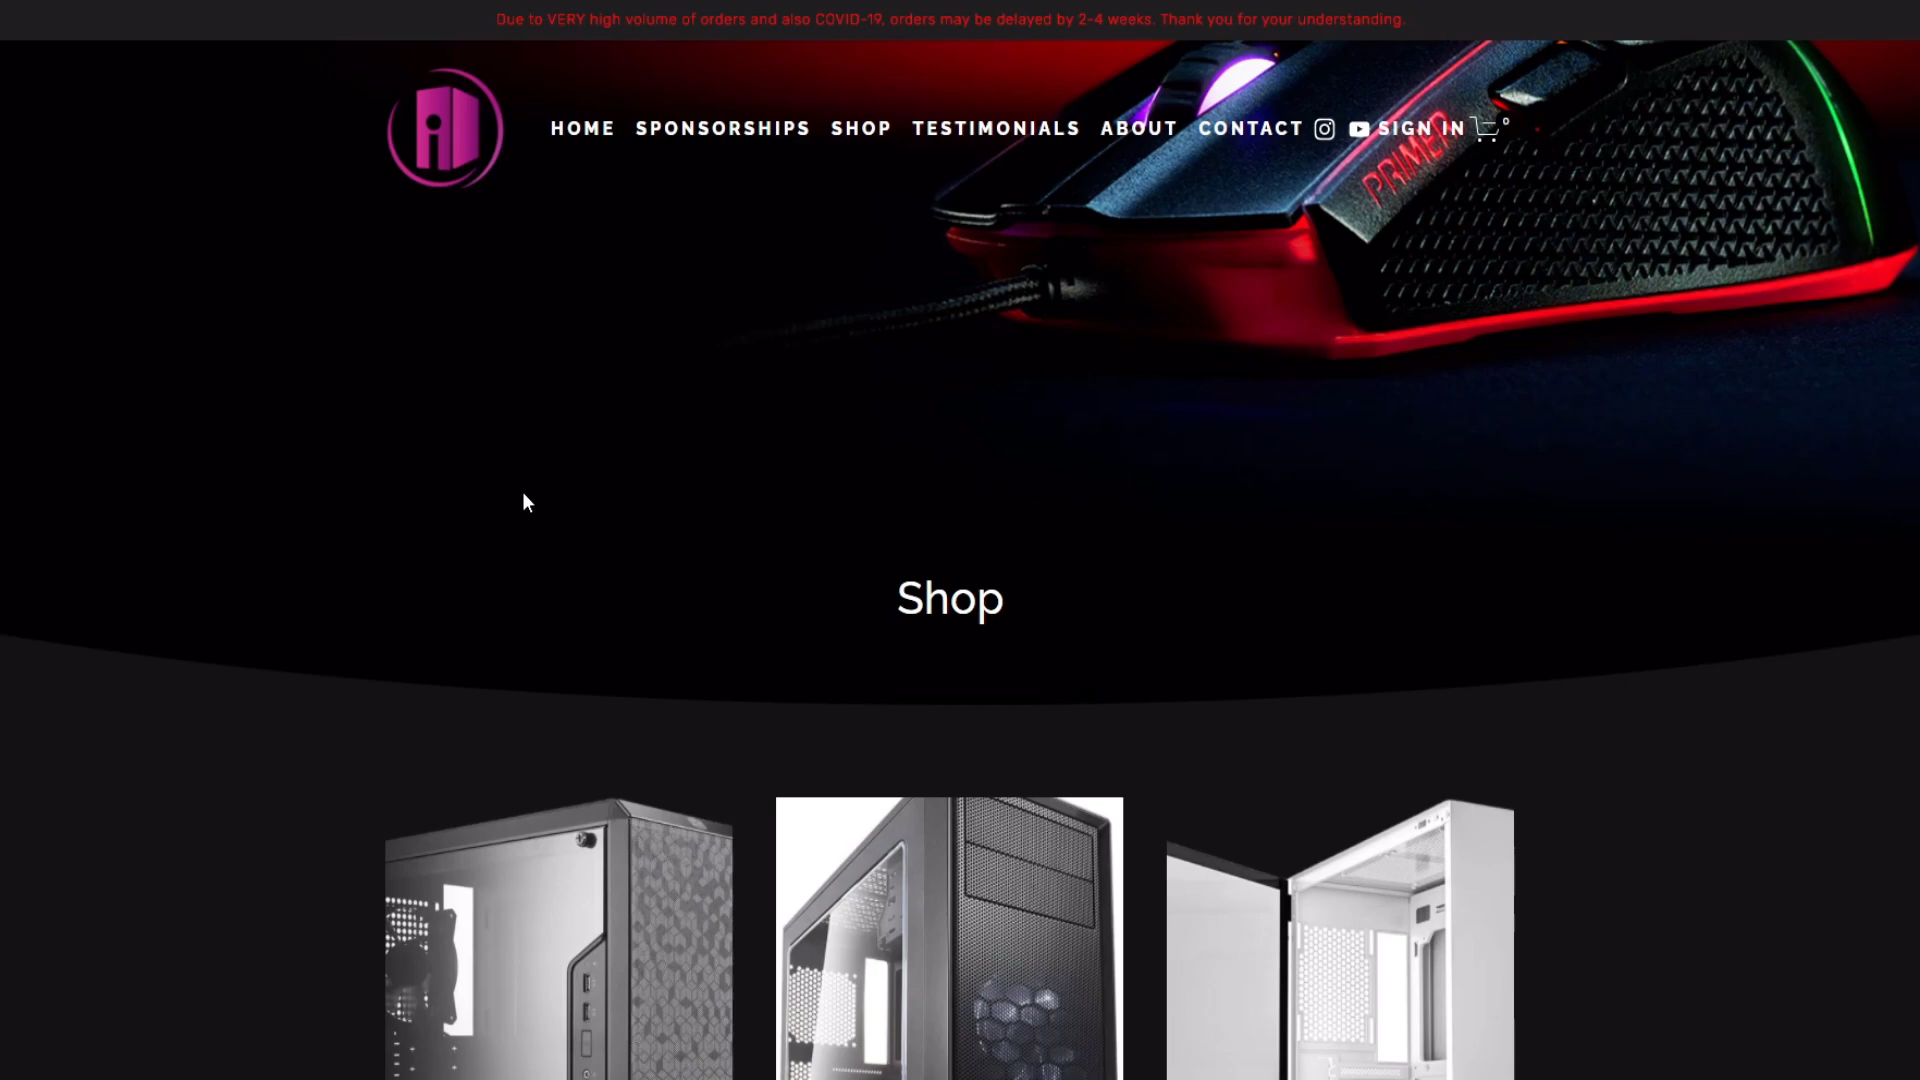 Due to VERY high volume of orders and also COVID-19, orders may be delayed by 2-4 weeks. Thank you for your understanding.
HOME SPONSORSHIPS SHOP TESTIMONIALS ABOUT CONTACT SIGN IN 0
PRIMER
Shop